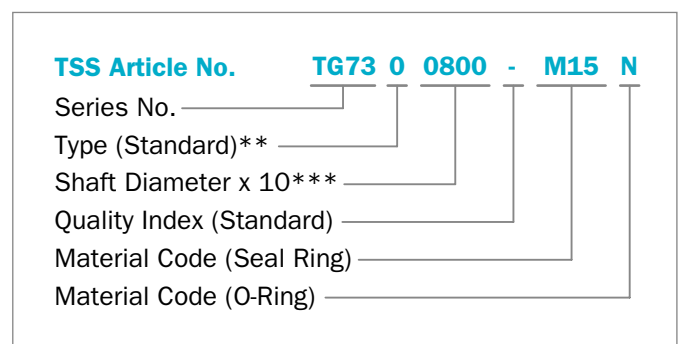 TSS Article No. TG73 0 0800 - M15 N
Series No.
Type (Standard)**
Shaft Diameter x 10***
Quality Index (Standard)
Material Code (Seal Ring)
Material Code (O-Ring)